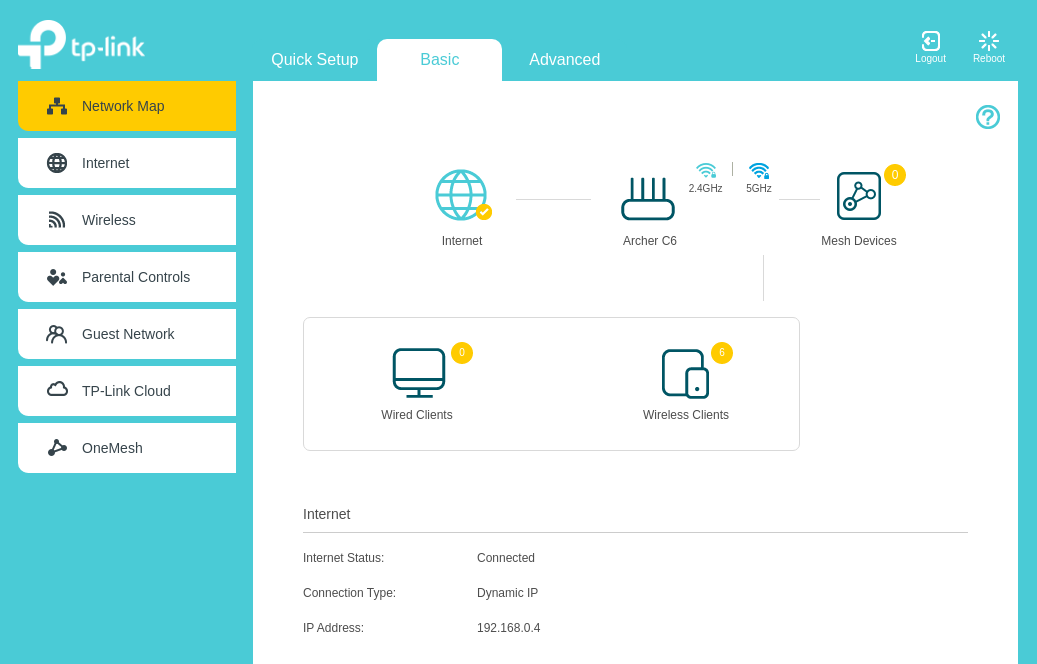 tp-link
Quick Setup
Basic
Advanced
Logout
Reboot
Network Map
Internet
Wireless
Parental Controls
Guest Network
TP-Link Cloud
OneMesh
2.4GHz
5GHz
0
Internet
Archer C6
Mesh Devices
0
6
Wired Clients
Wireless Clients
Internet
Internet Status: Connected
Connection Type: Dynamic IP
IP Address: 192.168.0.4